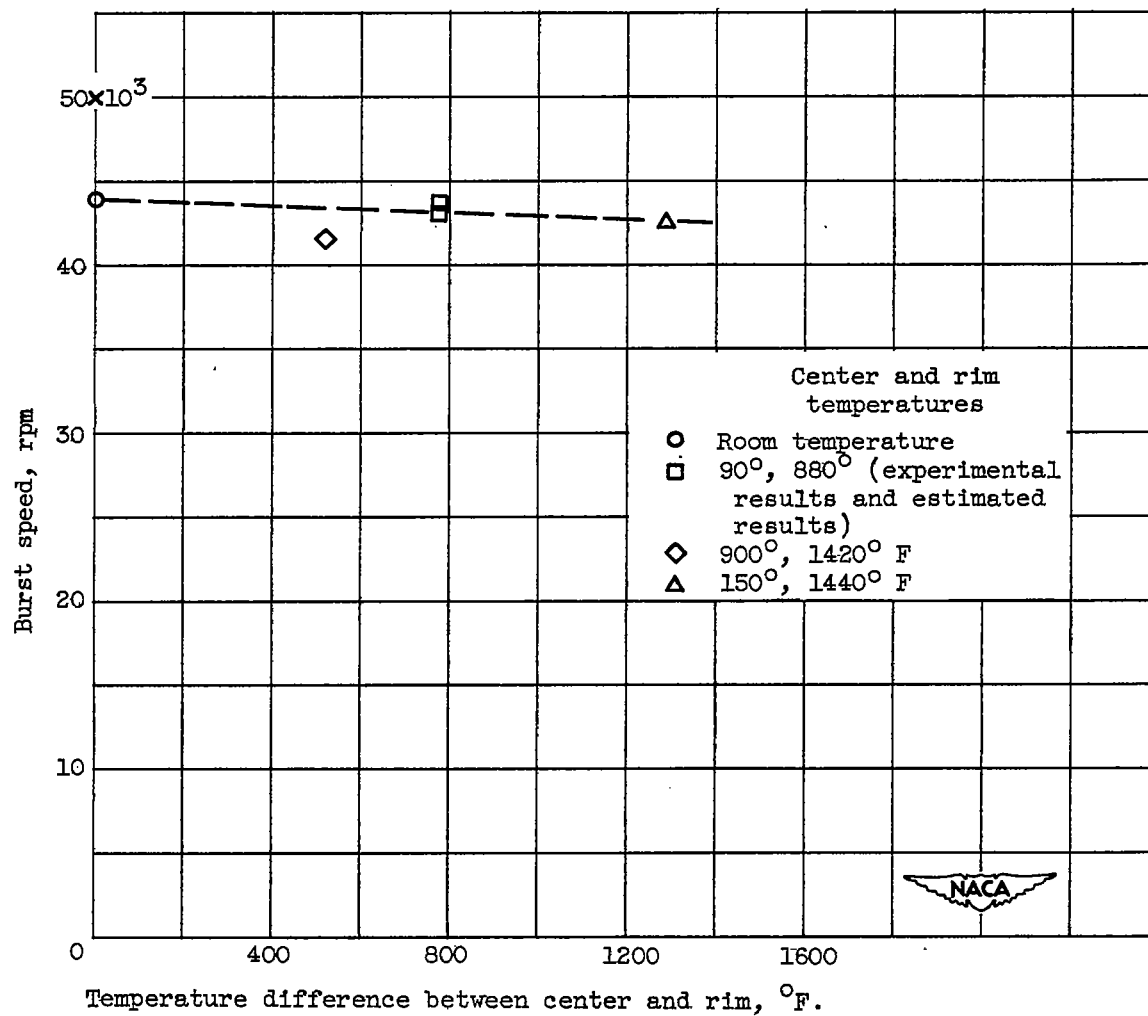 50×10³
40
30
20
10
0
Burst speed, rpm
Center and rim
temperatures
Room temperature
90°, 880° (experimental
results and estimated
results)
900°, 1420° F
150°, 1440° F
NACA
400
800
1200
1600
Temperature difference between center and rim, °F.